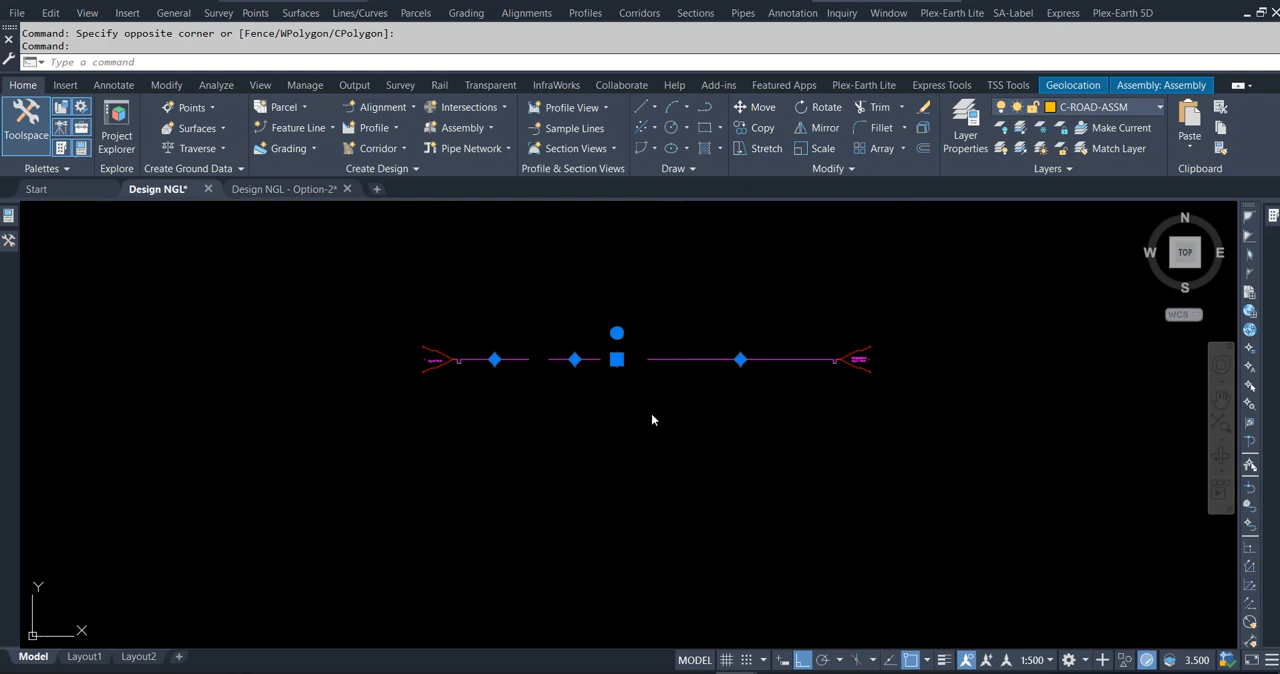 File Edit View Insert General Survey Points Surfaces Lines/Curves Parcels Grading Alignments Profiles Corridors Sections Pipes Annotation Inquiry Window Plex-Earth Lite SA-Label Express Plex-Earth 5D
Command: Specify opposite corner or [Fence/WPolygon/CPolygon]:
Command:
Type a command
Home Insert Annotate Modify Analyze View Manage Output Survey Rail Transparent InfraWorks Collaborate Help Add-ins Featured Apps Plex-Earth Lite Express Tools TSS Tools Geolocation Assembly: Assembly
Points Parcel Alignment Intersections Profile View Move Rotate Trim C-ROAD-ASSM
Toolspace Project Explorer Surfaces Feature Line Profile Assembly Sample Lines Copy Mirror Fillet Layer Properties Make Current Paste
Traverse Grading Corridor Pipe Network Section Views Stretch Scale Array Match Layer
Palettes Explore Create Ground Data Create Design Profile & Section Views Draw Modify Layers Clipboard
Start Design NGL* Design NGL - Option-2*
N
W TOP E
S
WCS
Y
X
Model Layout1 Layout2 MODEL 1:500 3.500